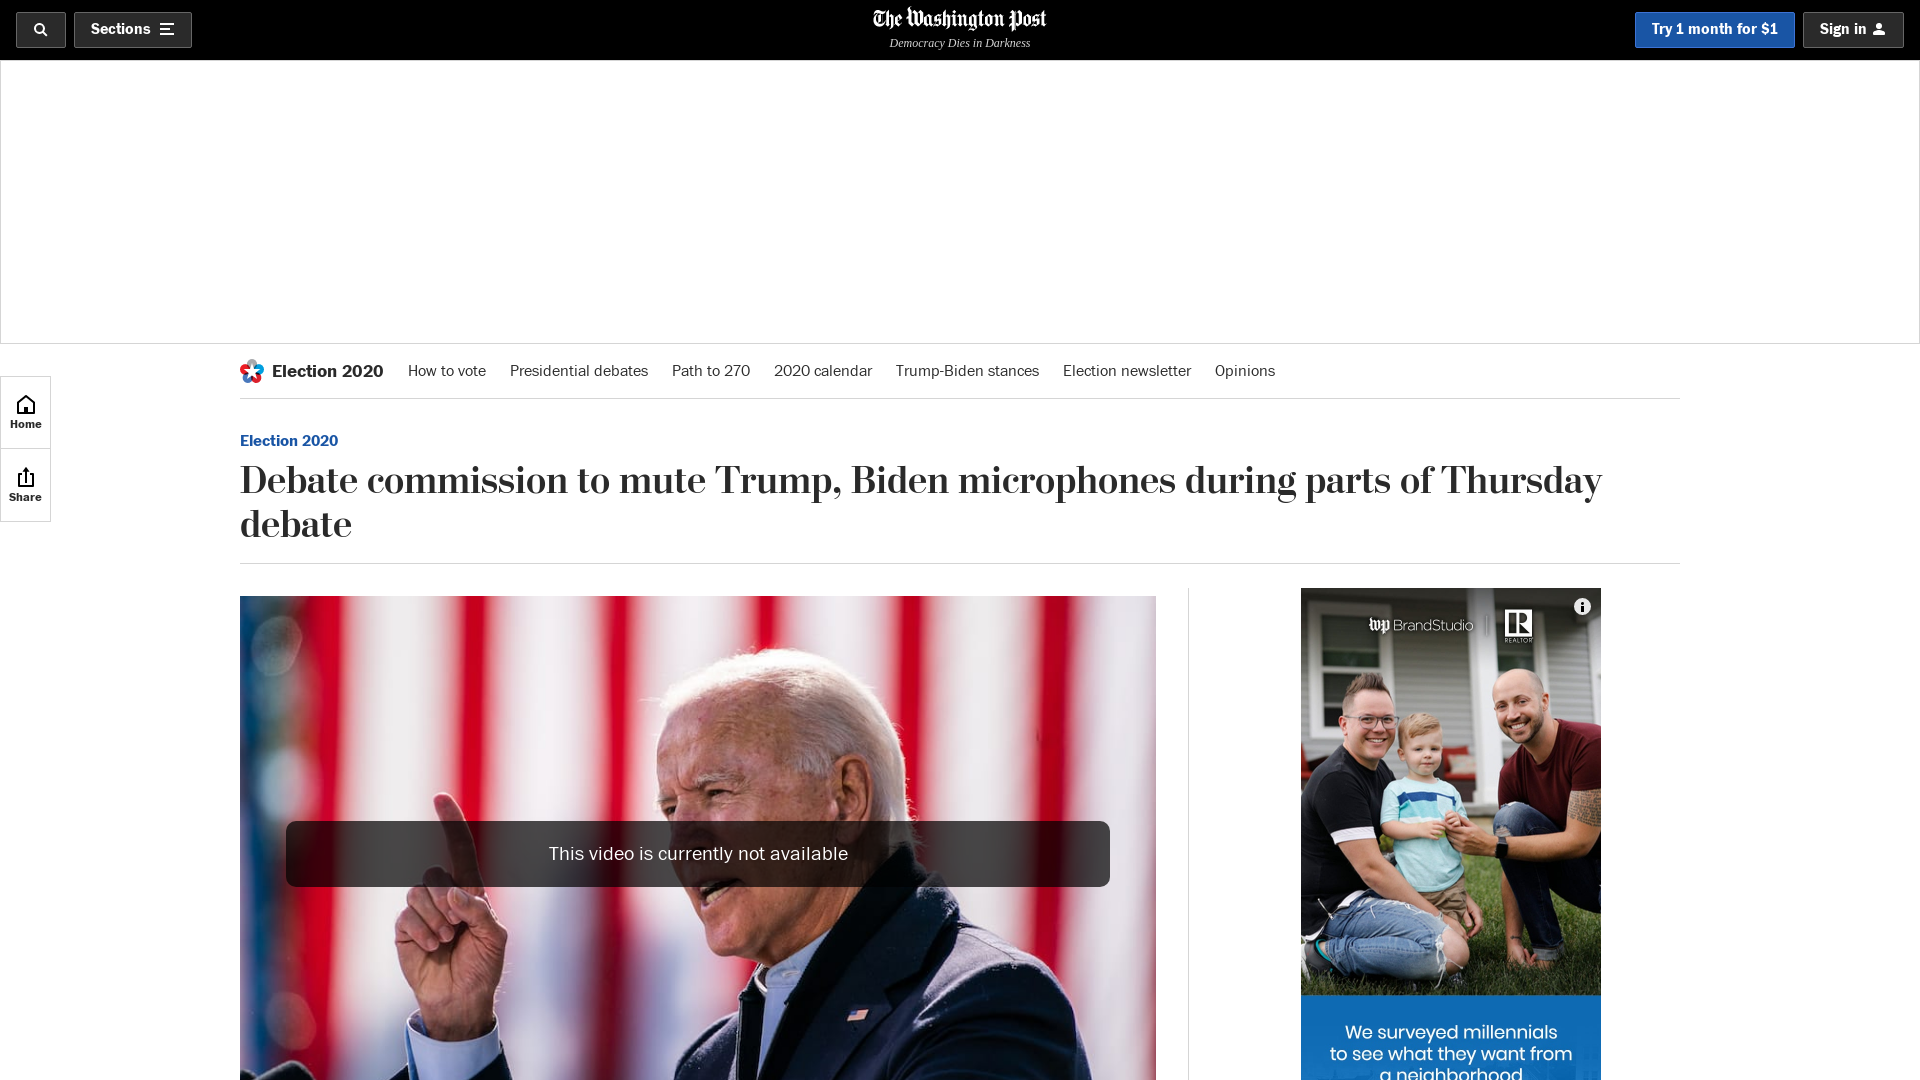 Sections
The Washington Post
Democracy Dies in Darkness
Try 1 month for $1
Sign in
Election 2020
How to vote
Presidential debates
Path to 270
2020 calendar
Trump-Biden stances
Election newsletter
Opinions
Home
Share
Election 2020
Debate commission to mute Trump, Biden microphones during parts of Thursday
debate
This video is currently not available
wp BrandStudio
R
REALTOR
We surveyed millennials
to see what they want from
a neighborhood